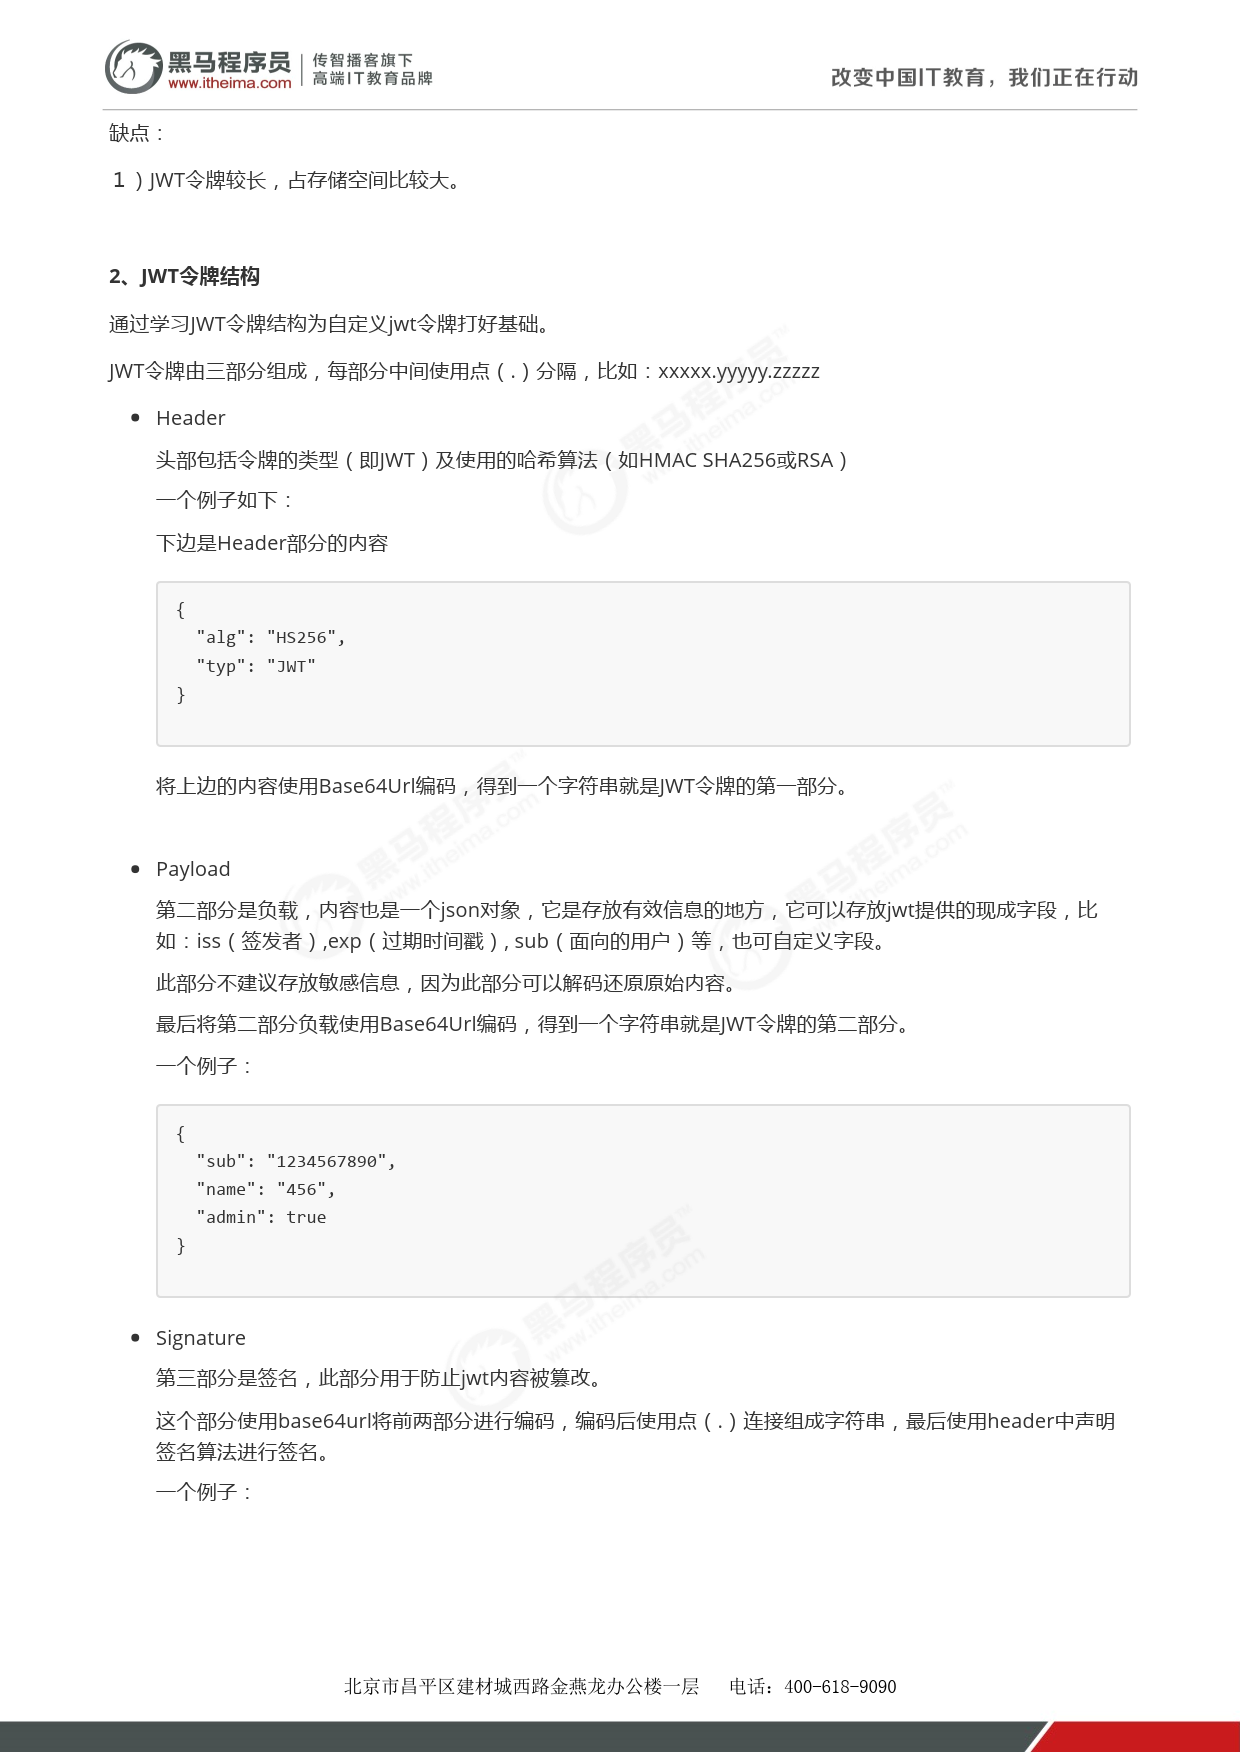 黑马程序员
www.itheima.com
传智播客旗下
高端IT教育品牌
改变中国IT教育，我们正在行动
缺点：
1）JWT令牌较长，占存储空间比较大。
2、JWT令牌结构
通过学习JWT令牌结构为自定义jwt令牌打好基础。
JWT令牌由三部分组成，每部分中间使用点（.）分隔，比如：xxxxx.yyyyy.zzzzz
• Header
头部包括令牌的类型（即JWT）及使用的哈希算法（如HMAC SHA256或RSA）
一个例子如下：
下边是Header部分的内容
{
  "alg": "HS256",
  "typ": "JWT"
}
将上边的内容使用Base64Url编码，得到一个字符串就是JWT令牌的第一部分。
• Payload
第二部分是负载，内容也是一个json对象，它是存放有效信息的地方，它可以存放jwt提供的现成字段，比
如：iss（签发者）,exp（过期时间戳）, sub（面向的用户）等，也可自定义字段。
此部分不建议存放敏感信息，因为此部分可以解码还原原始内容。
最后将第二部分负载使用Base64Url编码，得到一个字符串就是JWT令牌的第二部分。
一个例子：
{
  "sub": "1234567890",
  "name": "456",
  "admin": true
}
• Signature
第三部分是签名，此部分用于防止jwt内容被篡改。
这个部分使用base64url将前两部分进行编码，编码后使用点（.）连接组成字符串，最后使用header中声明
签名算法进行签名。
一个例子：
北京市昌平区建材城西路金燕龙办公楼一层 电话：400-618-9090